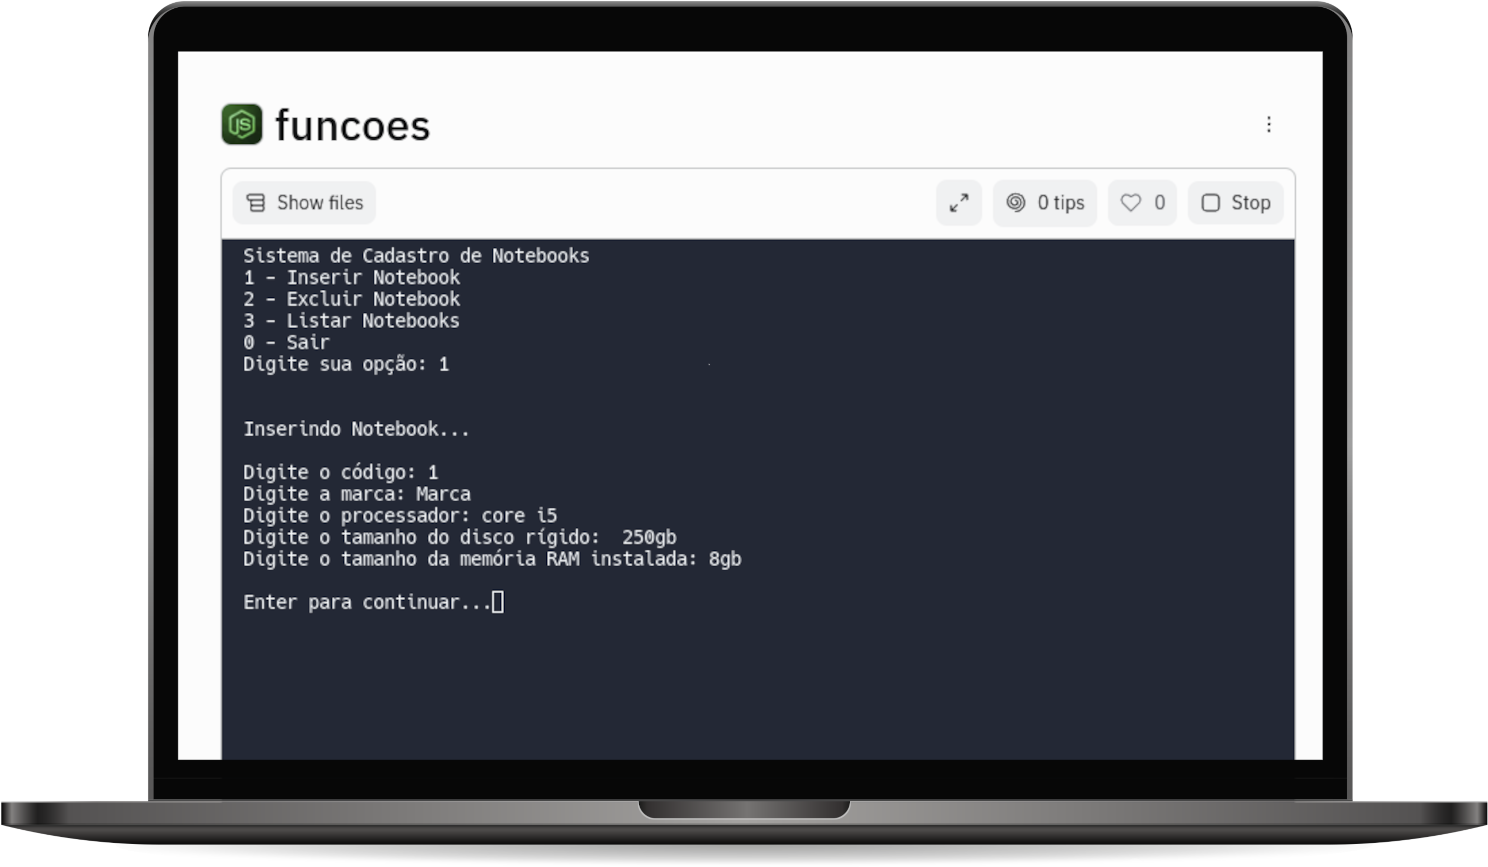 JS
funcoes
Show files
0 tips
0
Stop
Sistema de Cadastro de Notebooks
1 - Inserir Notebook
2 - Excluir Notebook
3 - Listar Notebooks
0 - Sair
Digite sua opção: 1
Inserindo Notebook...
Digite o código: 1
Digite a marca: Marca
Digite o processador: core i5
Digite o tamanho do disco rígido:  250gb
Digite o tamanho da memória RAM instalada: 8gb
Enter para continuar...